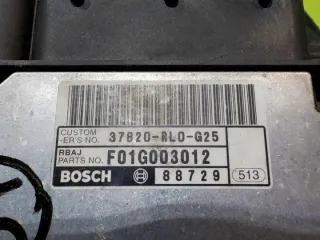 CUSTOM -ER'S NO. 37820-RL0-G25
RBAJ PARTS NO. F01G003012
BOSCH 88729 513